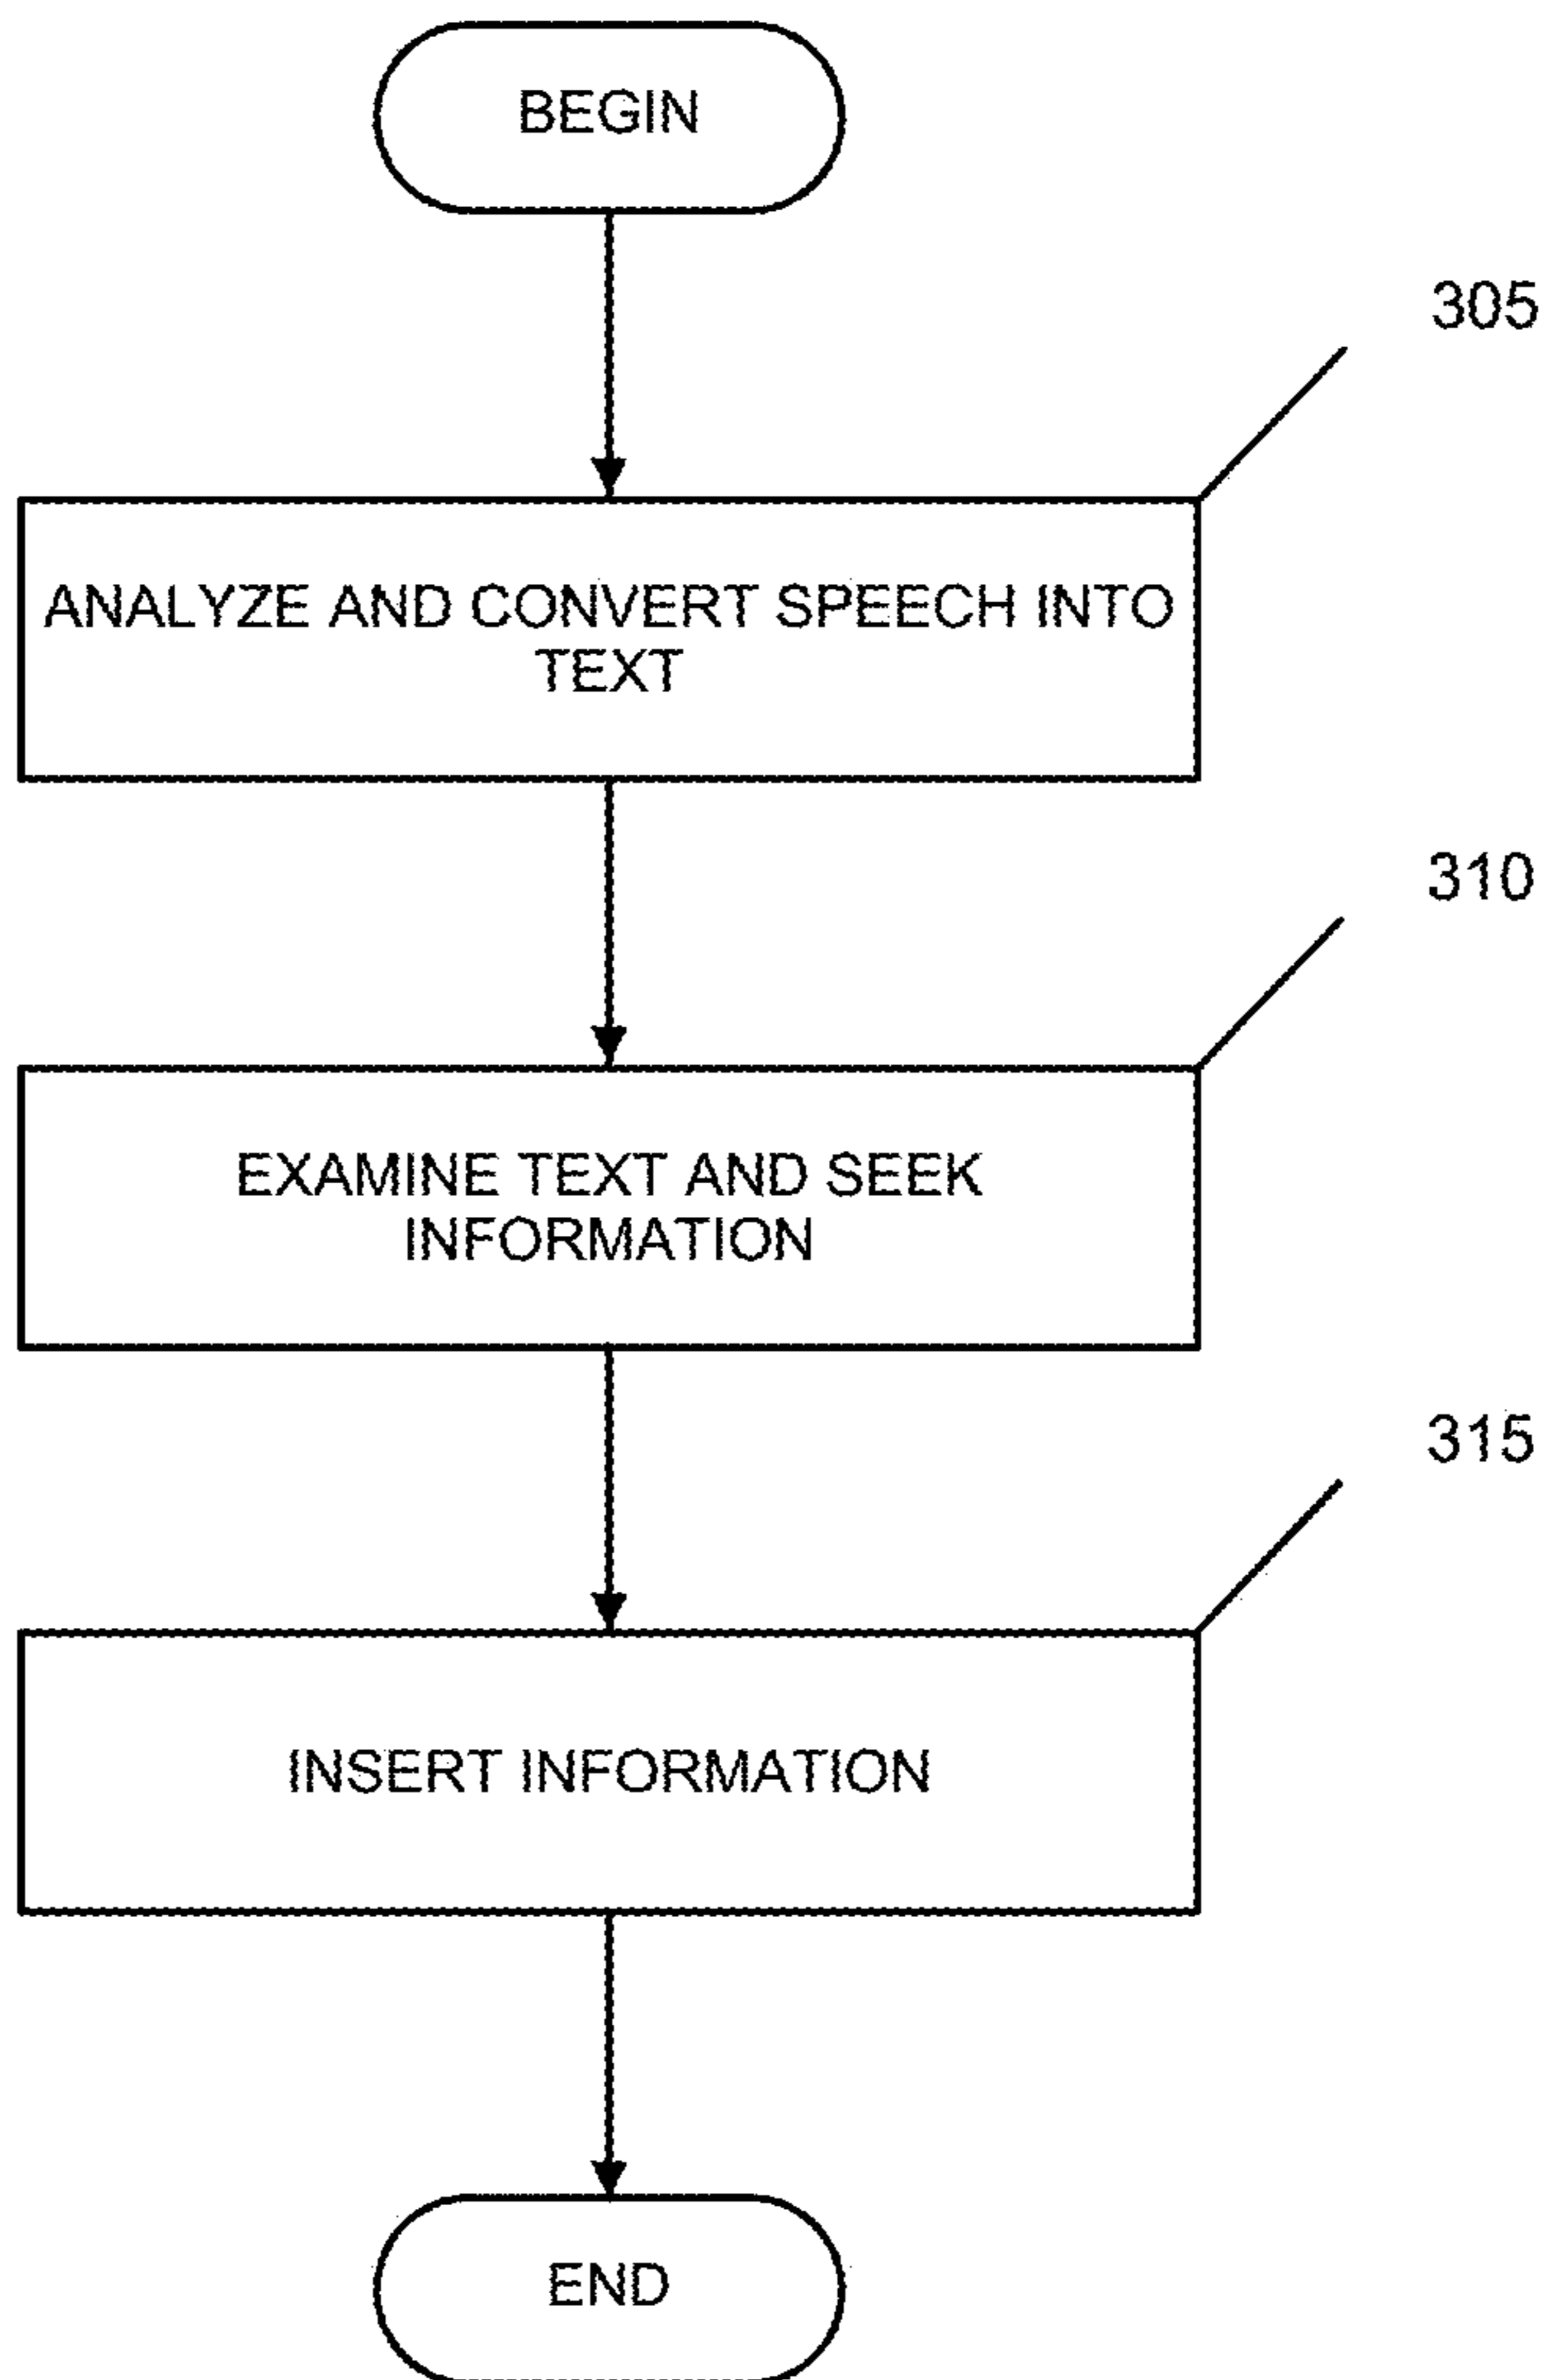 BEGIN
305
ANALYZE AND CONVERT SPEECH INTO
TEXT
310
EXAMINE TEXT AND SEEK
INFORMATION
315
INSERT INFORMATION
END